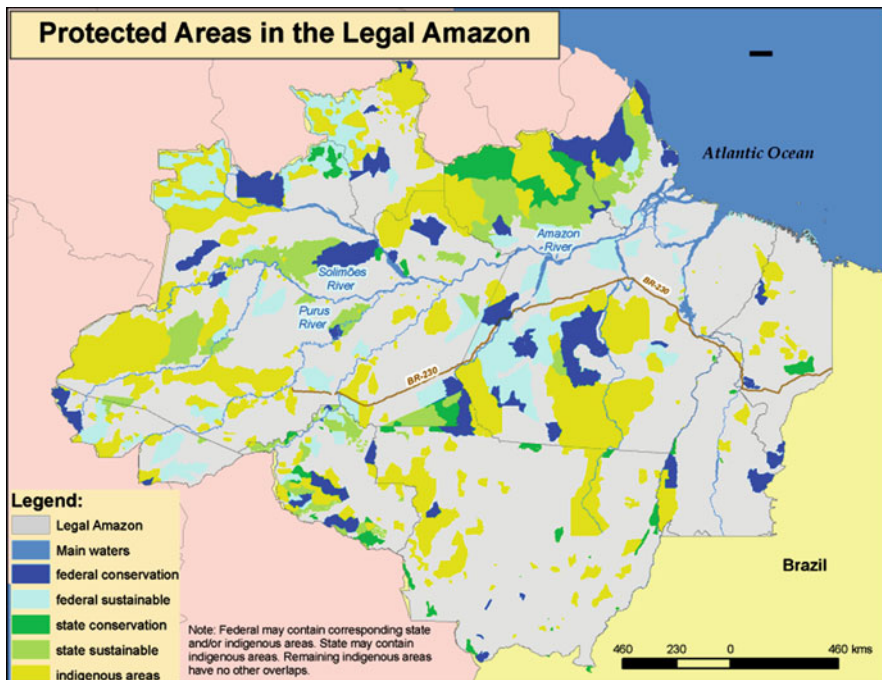 Protected Areas in the Legal Amazon
Atlantic Ocean
Amazon
River
BR-230
Solimões
River
Purus
River
BR-230
Brazil
Legend:
Legal Amazon
Main waters
federal conservation
federal sustainable
state conservation
state sustainable
indigenous areas
Note: Federal may contain corresponding state
and/or indigenous areas. State may contain
indigenous areas. Remaining indigenous areas
have no other overlaps.
460 230 0 460 kms